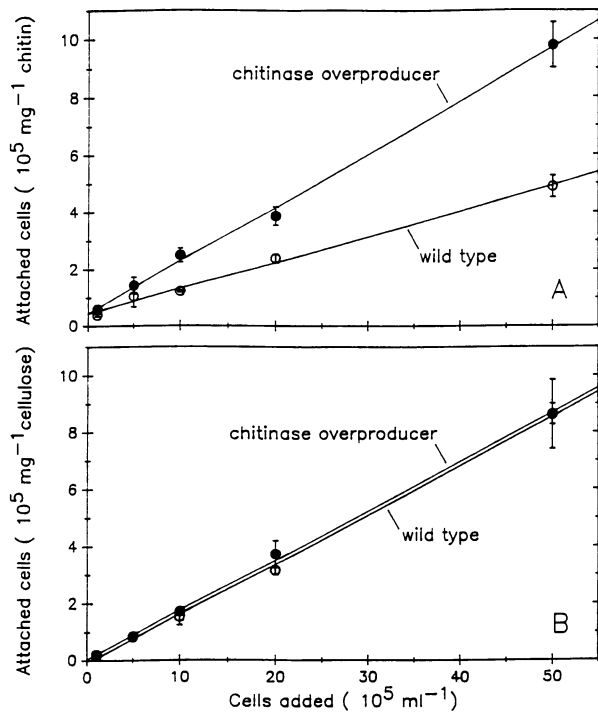 Attached cells ( 10⁵ mg⁻¹ chitin)
10
8
6
4
2
0
chitinase overproducer
wild type
A
Attached cells ( 10⁵ mg⁻¹cellulose)
10
8
6
4
2
0
chitinase overproducer
wild type
B
0 10 20 30 40 50
Cells added ( 10⁵ ml⁻¹)